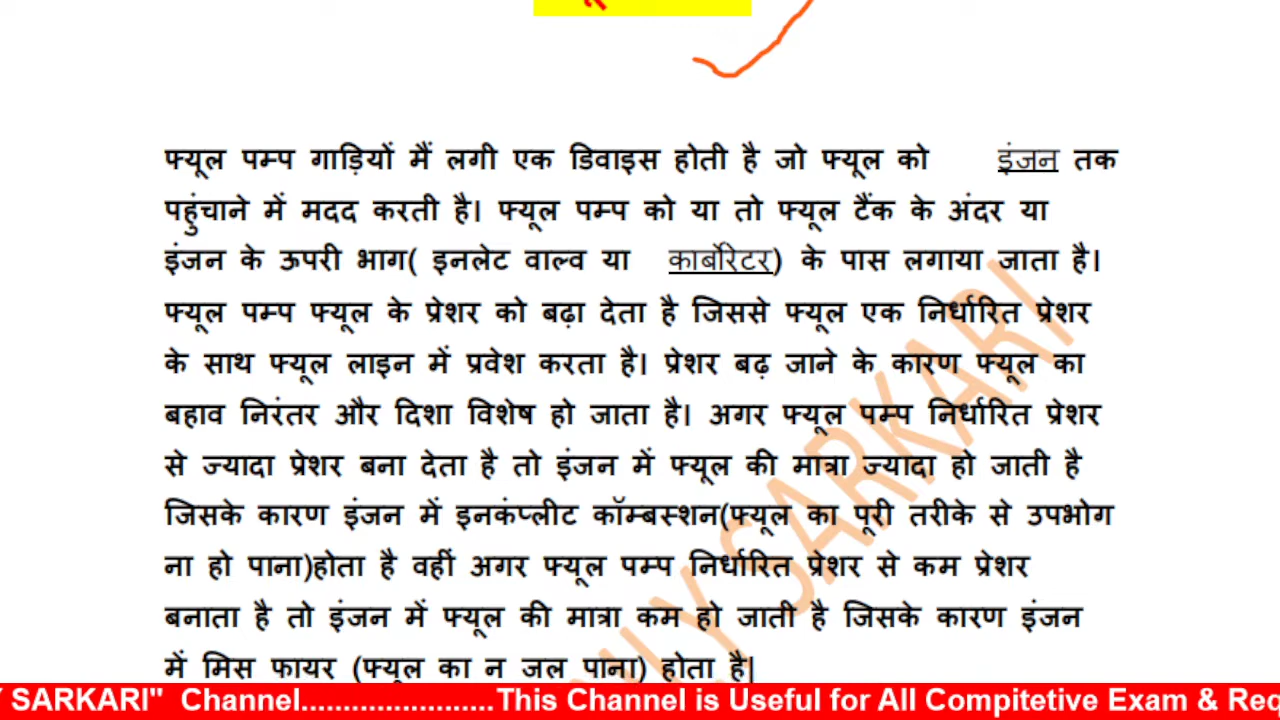 फ्यूल पम्प गाड़ियों मैं लगी एक डिवाइस होती है जो फ्यूल को इंजन तक
पहुंचाने में मदद करती है। फ्यूल पम्प को या तो फ्यूल टैंक के अंदर या
इंजन के ऊपरी भाग( इनलेट वाल्व या कार्बोरेटर) के पास लगाया जाता है।
फ्यूल पम्प फ्यूल के प्रेशर को बढ़ा देता है जिससे फ्यूल एक निर्धारित प्रेशर
के साथ फ्यूल लाइन में प्रवेश करता है। प्रेशर बढ़ जाने के कारण फ्यूल का
बहाव निरंतर और दिशा विशेष हो जाता है। अगर फ्यूल पम्प निर्धारित प्रेशर
से ज्यादा प्रेशर बना देता है तो इंजन में फ्यूल की मात्रा ज्यादा हो जाती है
जिसके कारण इंजन में इनकंप्लीट कॉम्बस्शन(फ्यूल का पूरी तरीके से उपभोग
ना हो पाना)होता है वहीं अगर फ्यूल पम्प निर्धारित प्रेशर से कम प्रेशर
बनाता है तो इंजन में फ्यूल की मात्रा कम हो जाती है जिसके कारण इंजन
में मिस फायर (फ्यूल का न जल पाना) होता है|
LY SARKARI
Y SARKARI" Channel.......................This Channel is Useful for All Compitetive Exam & Req